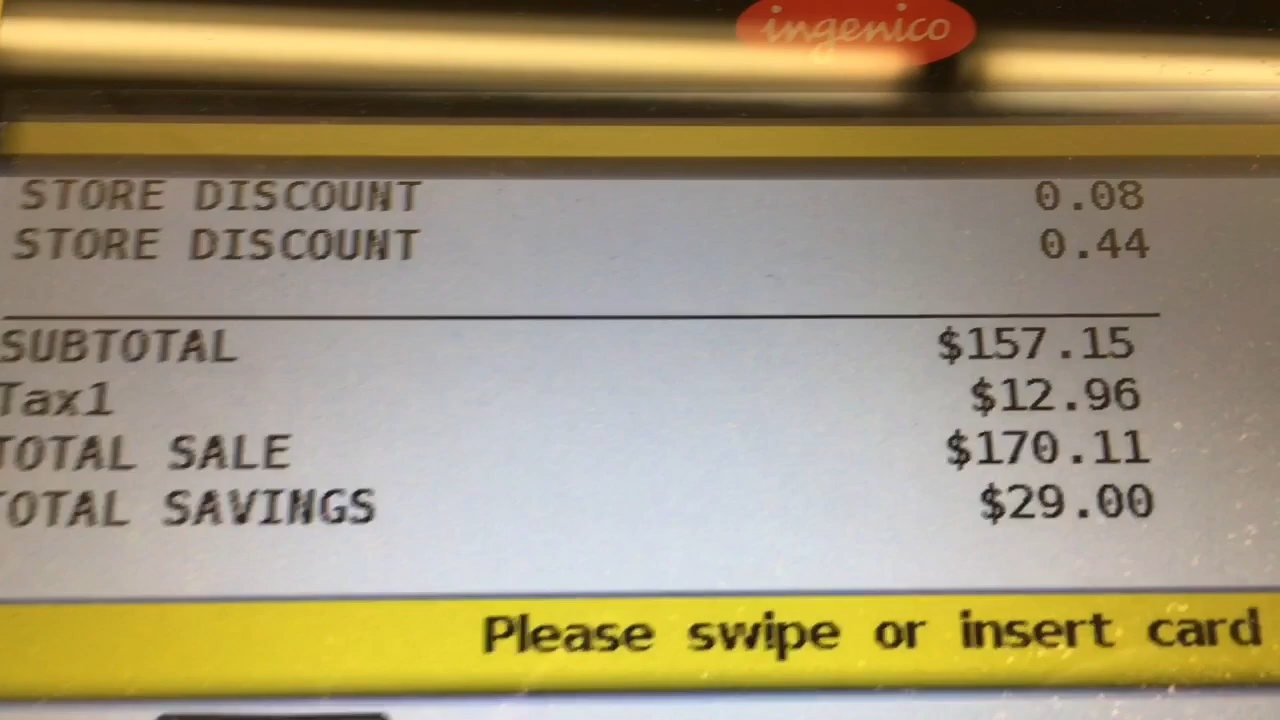 ingenico
STORE DISCOUNT 0.08
STORE DISCOUNT 0.44
SUBTOTAL $157.15
Tax1 $12.96
TOTAL SALE $170.11
TOTAL SAVINGS $29.00
Please swipe or insert card